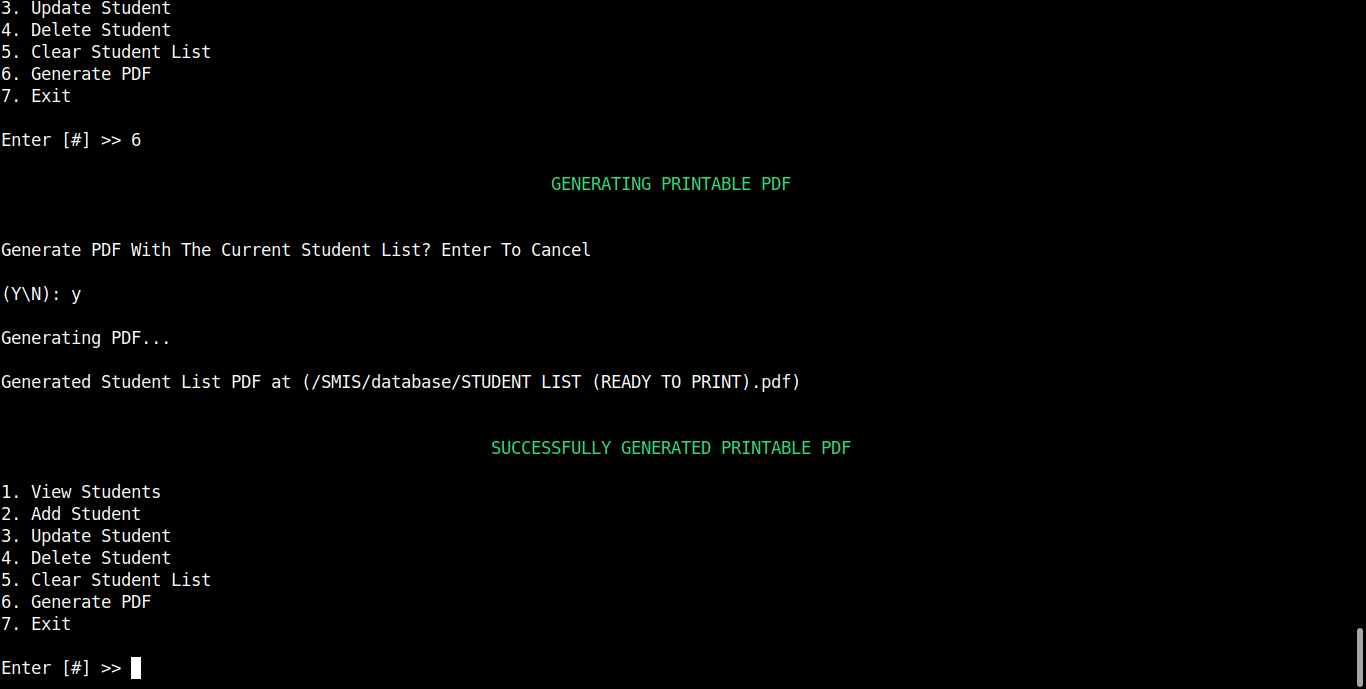 3. Update Student
4. Delete Student
5. Clear Student List
6. Generate PDF
7. Exit
Enter [#] >> 6
GENERATING PRINTABLE PDF
Generate PDF With The Current Student List? Enter To Cancel
(Y\N): y
Generating PDF...
Generated Student List PDF at (/SMIS/database/STUDENT LIST (READY TO PRINT).pdf)
SUCCESSFULLY GENERATED PRINTABLE PDF
1. View Students
2. Add Student
3. Update Student
4. Delete Student
5. Clear Student List
6. Generate PDF
7. Exit
Enter [#] >>